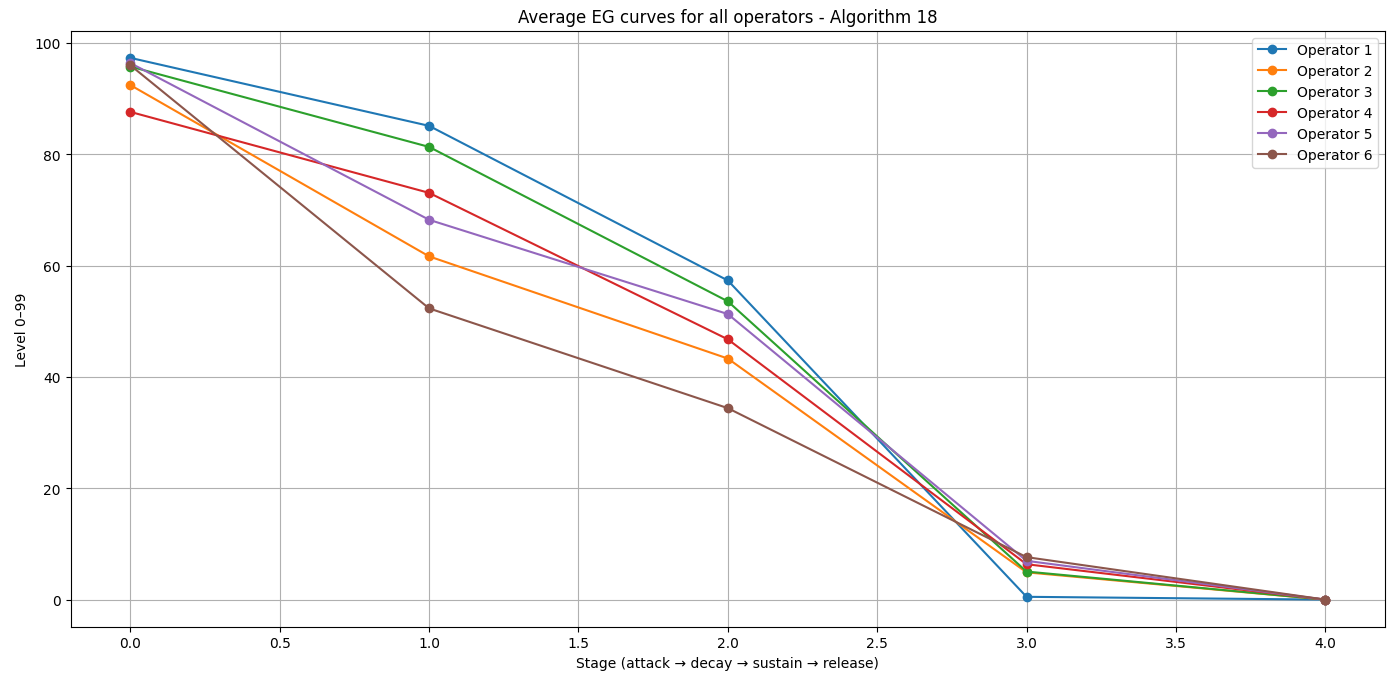 Average EG curves for all operators - Algorithm 18
100
80
60
40
20
0
Level 0–99
0.0 0.5 1.0 1.5 2.0 2.5 3.0 3.5 4.0
Stage (attack → decay → sustain → release)
Operator 1
Operator 2
Operator 3
Operator 4
Operator 5
Operator 6